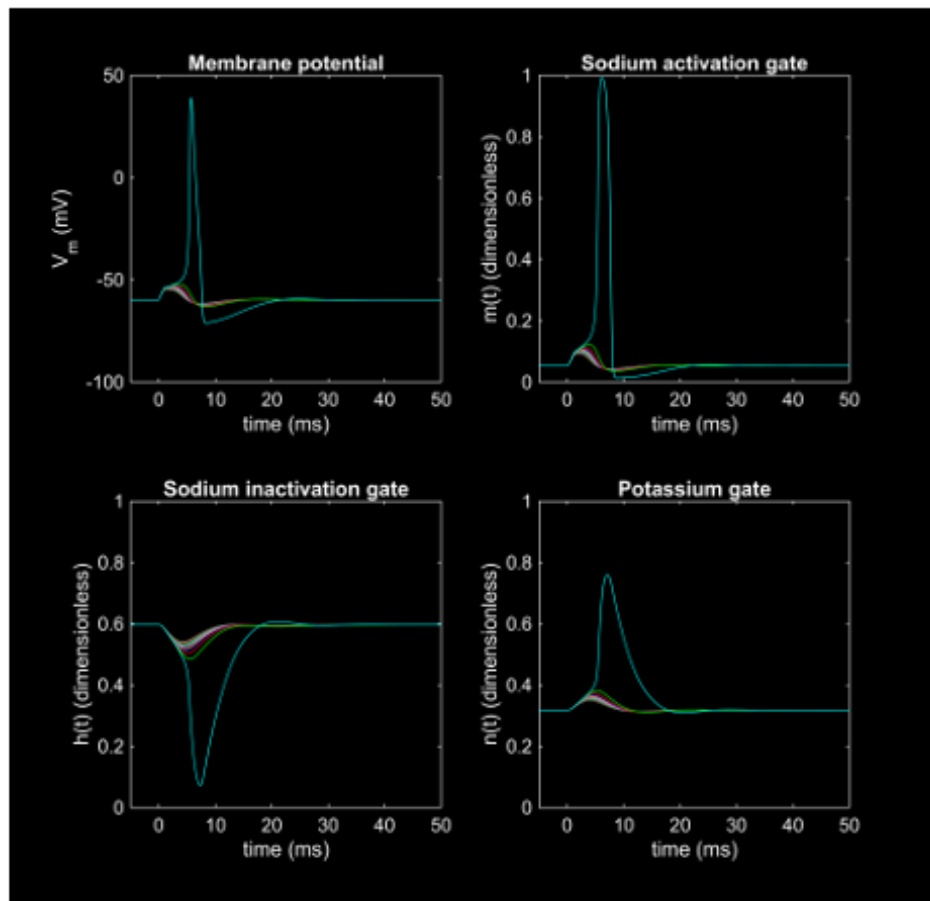 Membrane potential
50
0
-50
-100
V_m (mV)
0 10 20 30 40 50
time (ms)
Sodium activation gate
1
0.8
0.6
0.4
0.2
0
m(t) (dimensionless)
0 10 20 30 40 50
time (ms)
Sodium inactivation gate
1
0.8
0.6
0.4
0.2
0
h(t) (dimensionless)
0 10 20 30 40 50
time (ms)
Potassium gate
1
0.8
0.6
0.4
0.2
0
n(t) (dimensionless)
0 10 20 30 40 50
time (ms)